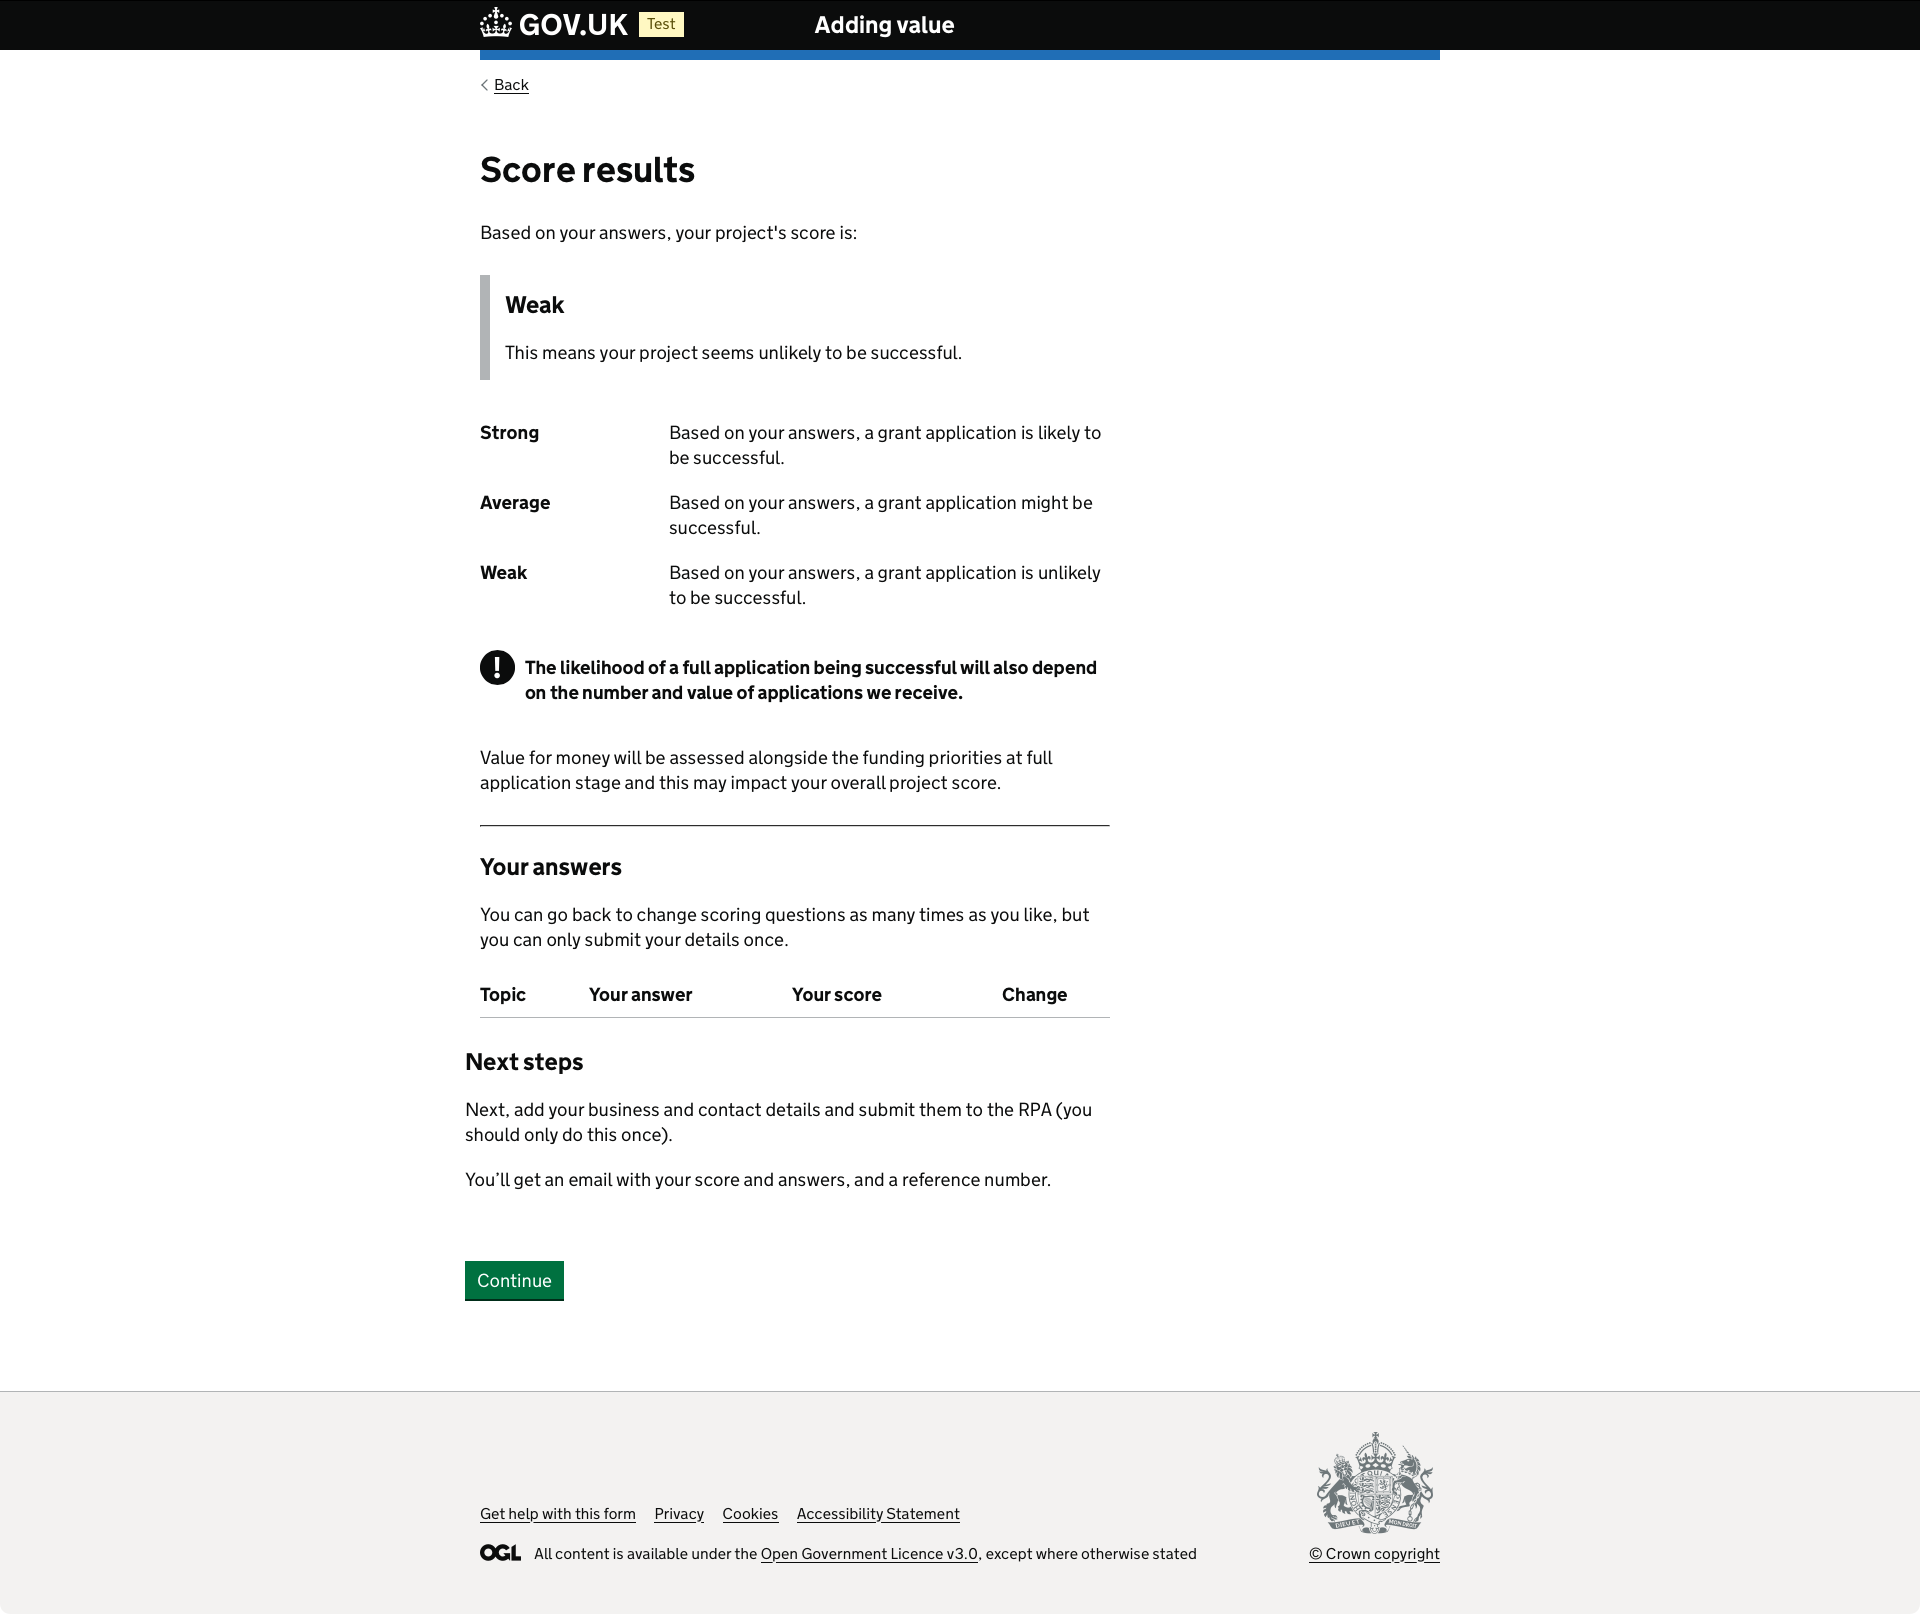 GOV.UK Test Adding value
Back
Score results
Based on your answers, your project's score is:
Weak
This means your project seems unlikely to be successful.
Strong Based on your answers, a grant application is likely to
be successful.
Average Based on your answers, a grant application might be
successful.
Weak Based on your answers, a grant application is unlikely
to be successful.
! The likelihood of a full application being successful will also depend
on the number and value of applications we receive.
Value for money will be assessed alongside the funding priorities at full
application stage and this may impact your overall project score.
Your answers
You can go back to change scoring questions as many times as you like, but
you can only submit your details once.
Topic Your answer Your score Change
Next steps
Next, add your business and contact details and submit them to the RPA (you
should only do this once).
You’ll get an email with your score and answers, and a reference number.
Continue
Get help with this form Privacy Cookies Accessibility Statement
OGL All content is available under the Open Government Licence v3.0, except where otherwise stated
© Crown copyright